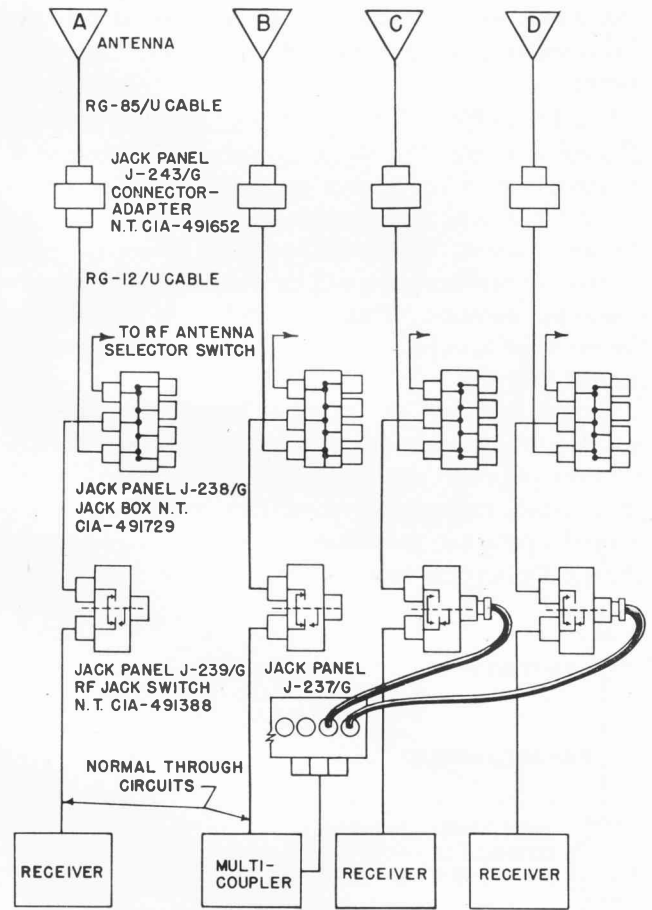 A
B
C
D
ANTENNA
RG-85/U CABLE
JACK PANEL
J-243/G
CONNECTOR-
ADAPTER
N.T. CIA-491652
RG-12/U CABLE
TO RF ANTENNA
SELECTOR SWITCH
JACK PANEL J-238/G
JACK BOX N.T.
CIA-491729
JACK PANEL J-239/G
RF JACK SWITCH
N.T. CIA-491388
JACK PANEL
J-237/G
NORMAL THROUGH
CIRCUITS
RECEIVER
MULTI-
COUPLER
RECEIVER
RECEIVER